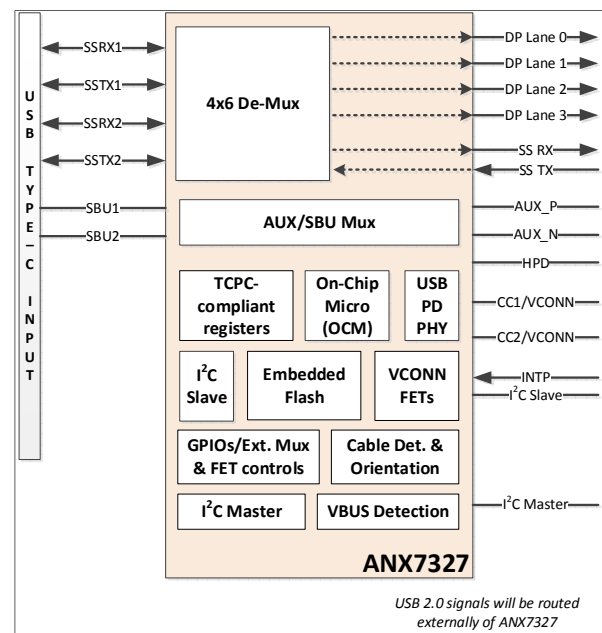 USB TYPE–C INPUT
SSRX1
SSTX1
SSRX2
SSTX2
SBU1
SBU2
4x6 De-Mux
DP Lane 0
DP Lane 1
DP Lane 2
DP Lane 3
SS RX
SS TX
AUX/SBU Mux
AUX_P
AUX_N
HPD
TCPC-
compliant
registers
On-Chip
Micro
(OCM)
USB
PD
PHY
CC1/VCONN
CC2/VCONN
I²C
Slave
Embedded
Flash
VCONN
FETs
INTP
I²C Slave
GPIOs/Ext. Mux
& FET controls
Cable Det. &
Orientation
I²C Master
VBUS Detection
I²C Master
ANX7327
USB 2.0 signals will be routed
externally of ANX7327